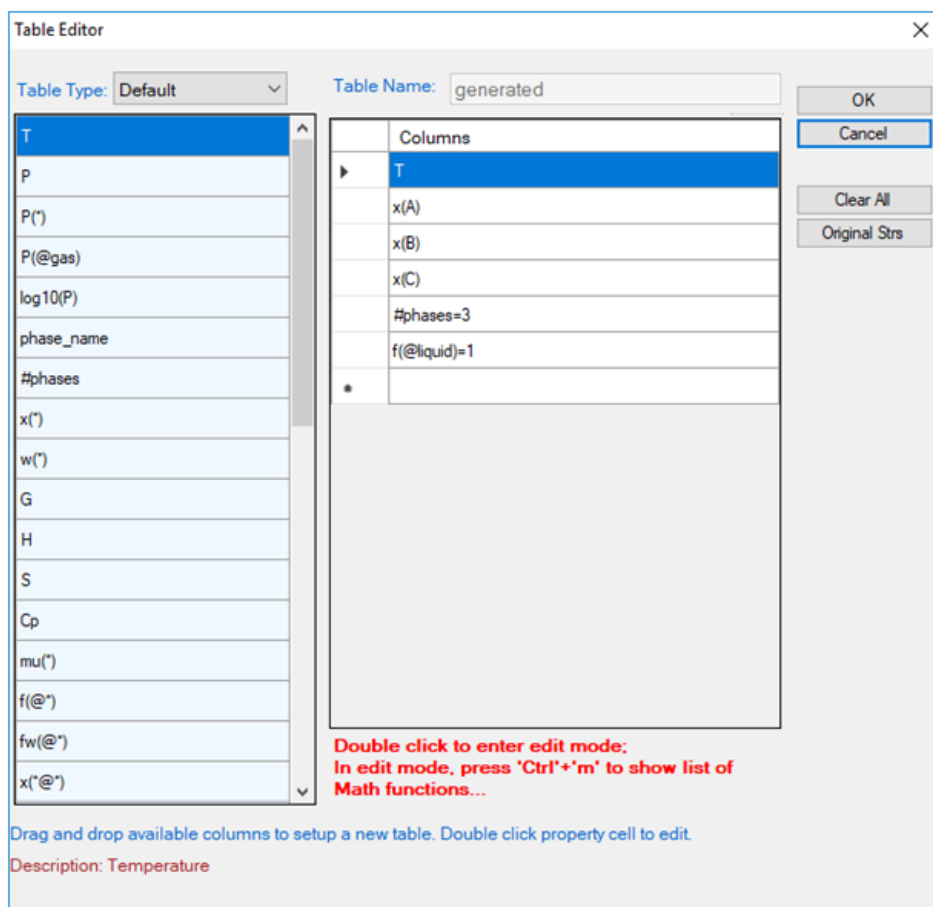 Table Editor
Table Type: Default
Table Name: generated
OK
Cancel
Clear All
Original Strs
T
P
P(*)
P(@gas)
log10(P)
phase_name
#phases
x(*)
w(*)
G
H
S
Cp
mu(*)
f(@*)
fw(@*)
x(*@*)
Columns
T
x(A)
x(B)
x(C)
#phases=3
f(@liquid)=1
*
Double click to enter edit mode;
In edit mode, press 'Ctrl'+'m' to show list of
Math functions...
Drag and drop available columns to setup a new table. Double click property cell to edit.
Description: Temperature